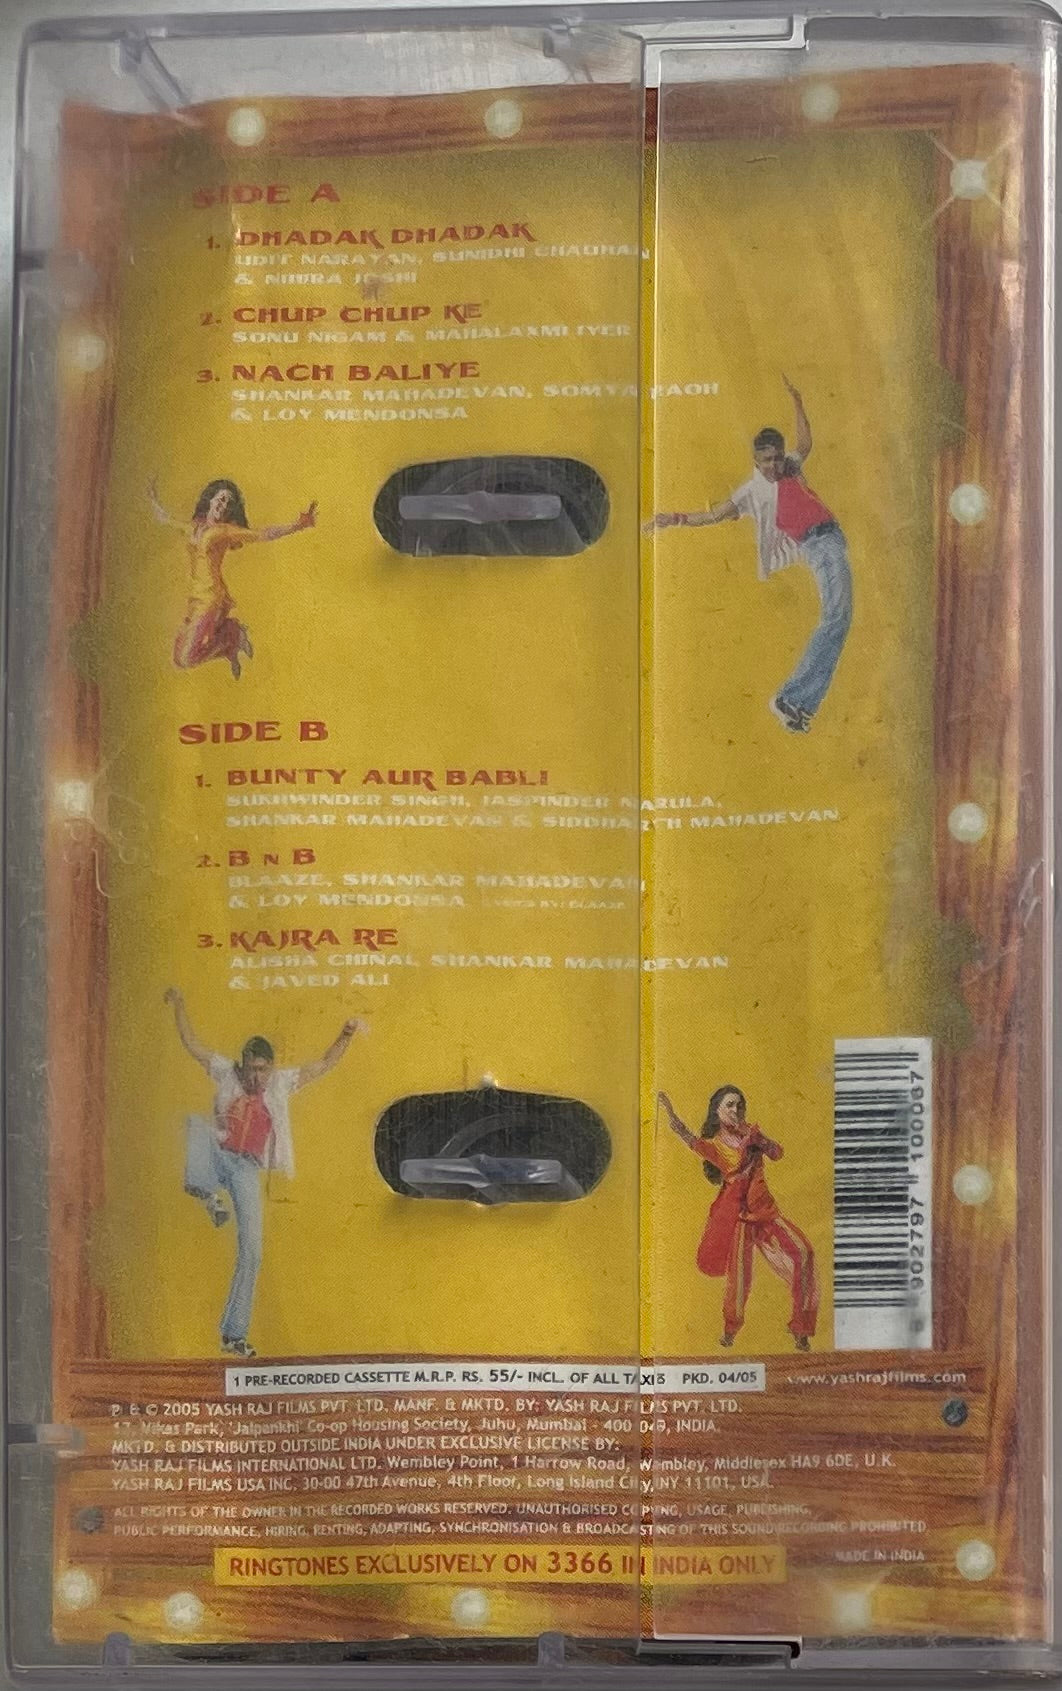 SIDE A
1. DHADAK DHADAK
UDIT NARAYAN, SUNIDHI CHAUHAN
& NIHIRA JOSHI
2. CHUP CHUP KE
SONU NIGAM & MAHALAXMI IYER
3. NACH BALIYE
SHANKAR MAHADEVAN, SOMYA RAOH
& LOY MENDONSA
SIDE B
1. BUNTY AUR BABLI
SUKHWINDER SINGH, JASPINDER NARULA,
SHANKAR MAHADEVAN & SIDDHARTH MAHADEVAN
2. B N B
BLAAZE, SHANKAR MAHADEVAN
& LOY MENDONSA LYRICS BY: BLAAZE
3. KAJRA RE
ALISHA CHINAI, SHANKAR MAHADEVAN
& JAVED ALI
8 902797 100067
1 PRE-RECORDED CASSETTE M.R.P. RS. 55/- INCL. OF ALL TAXES PKD. 04/05
www.yashrajfilms.com
P & © 2005 YASH RAJ FILMS PVT. LTD. MANF. & MKTD. BY: YASH RAJ FILMS PVT. LTD.
17, Vikas Park, 'Jalpankhi' Co-op Housing Society, Juhu, Mumbai - 400 049, INDIA.
MKTD. & DISTRIBUTED OUTSIDE INDIA UNDER EXCLUSIVE LICENSE BY:
YASH RAJ FILMS INTERNATIONAL LTD. Wembley Point, 1 Harrow Road, Wembley, Middlesex HA9 6DE, U.K.
YASH RAJ FILMS USA INC. 30-00 47th Avenue, 4th Floor, Long Island City, NY 11101, USA.
ALL RIGHTS OF THE OWNER IN THE RECORDED WORKS RESERVED. UNAUTHORISED COPYING, USAGE, PUBLISHING,
PUBLIC PERFORMANCE, HIRING, RENTING, ADAPTING, SYNCHRONISATION & BROADCASTING OF THIS SOUND RECORDING PROHIBITED.
RINGTONES EXCLUSIVELY ON 3366 IN INDIA ONLY
MADE IN INDIA